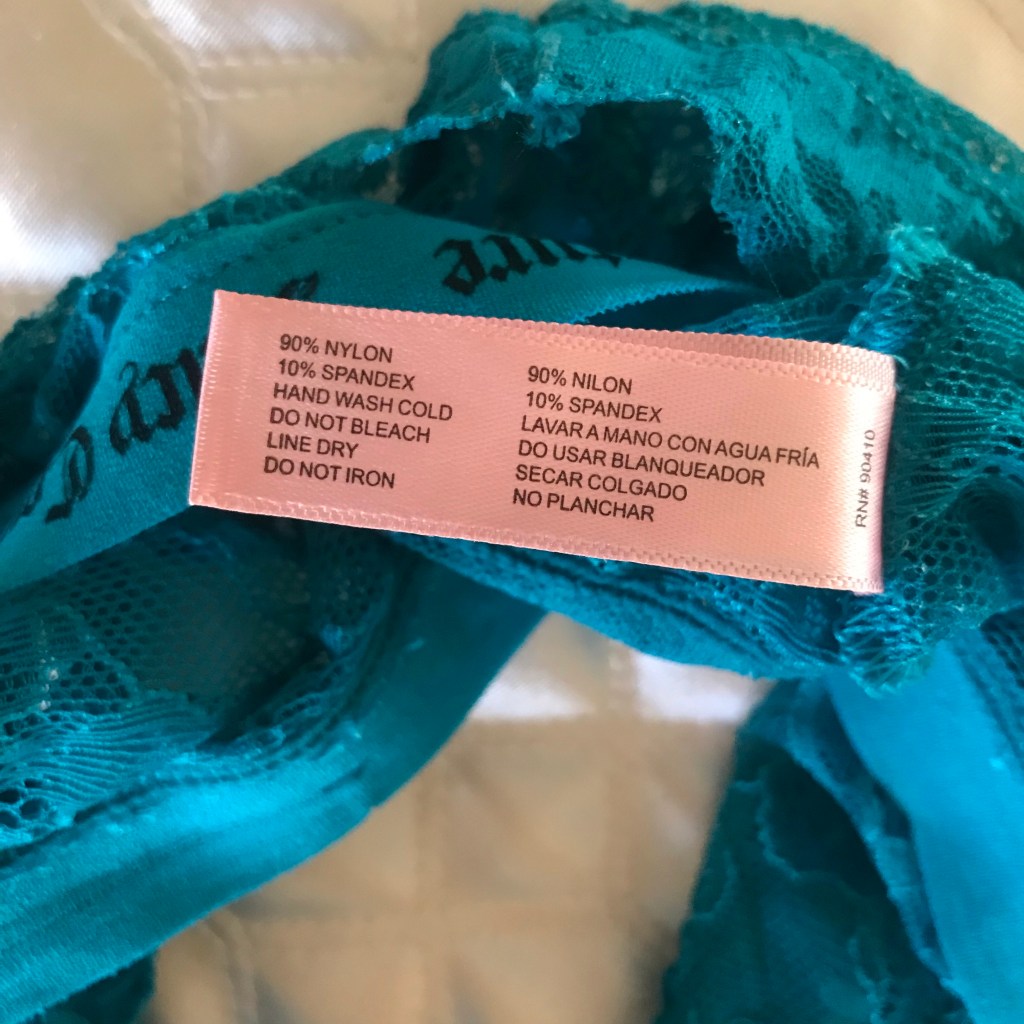 90% NYLON
10% SPANDEX
HAND WASH COLD
DO NOT BLEACH
LINE DRY
DO NOT IRON
90% NILON
10% SPANDEX
LAVAR A MANO CON AGUA FRÍA
DO USAR BLANQUEADOR
SECAR COLGADO
NO PLANCHAR
RN# 90410